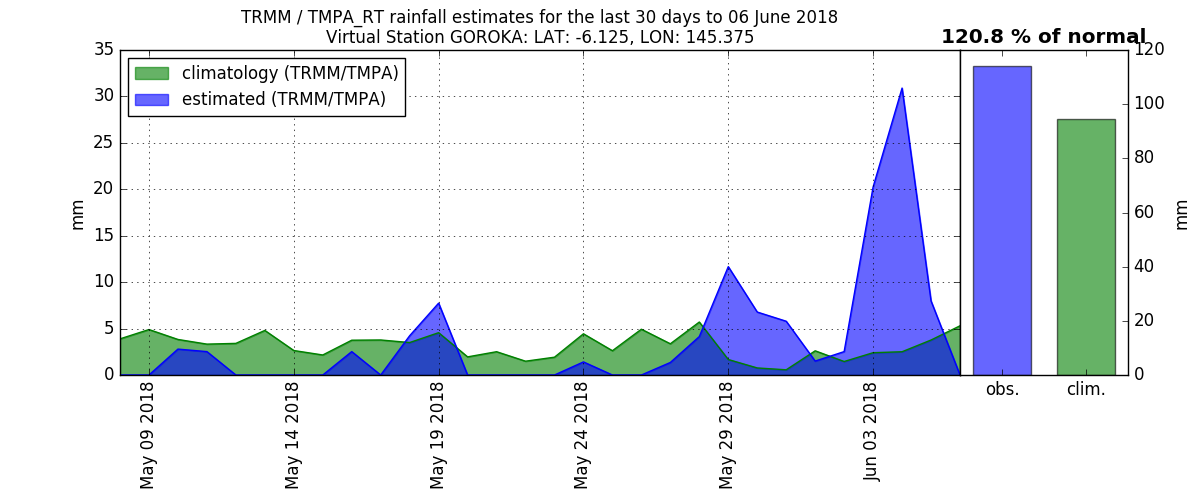 TRMM / TMPA_RT rainfall estimates for the last 30 days to 06 June 2018
Virtual Station GOROKA: LAT: -6.125, LON: 145.375
120.8 % of normal
climatology (TRMM/TMPA)
estimated (TRMM/TMPA)
mm
35
30
25
20
15
10
5
0
May 09 2018
May 14 2018
May 19 2018
May 24 2018
May 29 2018
Jun 03 2018
120
100
80
60
40
20
0
mm
obs.
clim.